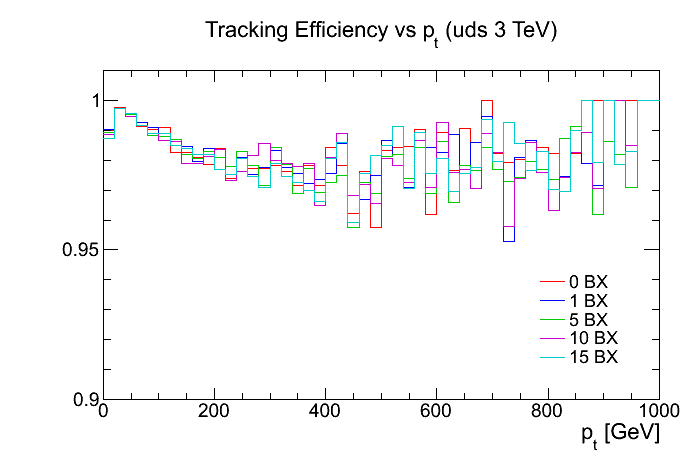 Tracking Efficiency vs pt (uds 3 TeV)
1
0.95
0.9
0 BX
1 BX
5 BX
10 BX
15 BX
0 200 400 600 800 1000
pt [GeV]